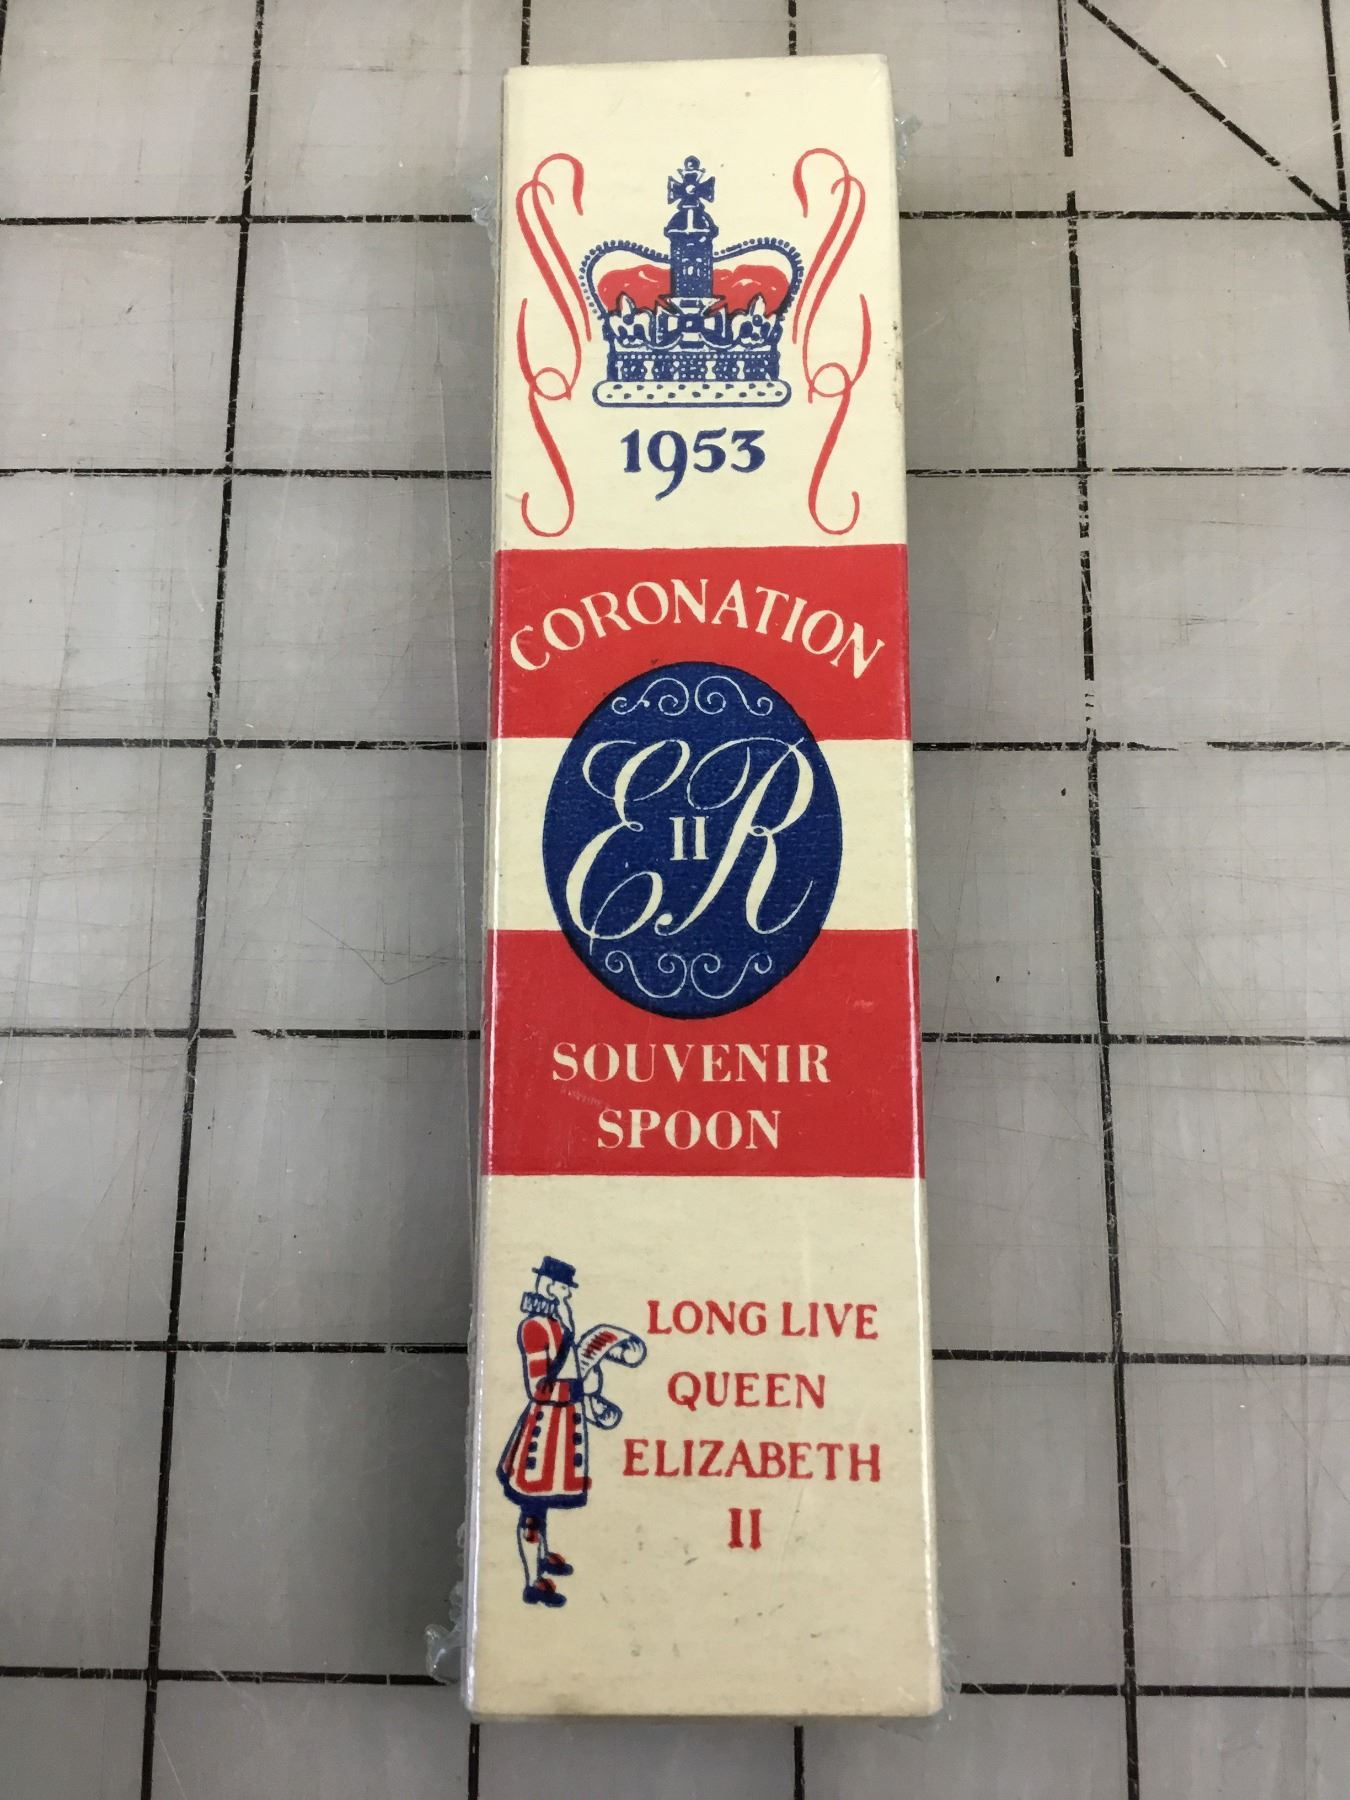 1953
CORONATION
E II R
SOUVENIR
SPOON
LONG LIVE
QUEEN
ELIZABETH
II